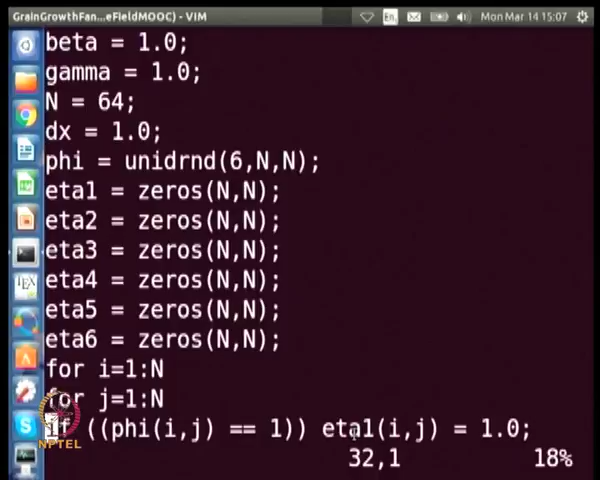 GrainGrowthFan...eFieldMOOC) - VIM
En
Mon Mar 14 15:07
beta = 1.0;
gamma = 1.0;
N = 64;
dx = 1.0;
phi = unidrnd(6,N,N);
eta1 = zeros(N,N);
eta2 = zeros(N,N);
eta3 = zeros(N,N);
eta4 = zeros(N,N);
eta5 = zeros(N,N);
eta6 = zeros(N,N);
for i=1:N
for j=1:N
if ((phi(i,j) == 1)) eta1(i,j) = 1.0;
32,1 18%
NPTEL